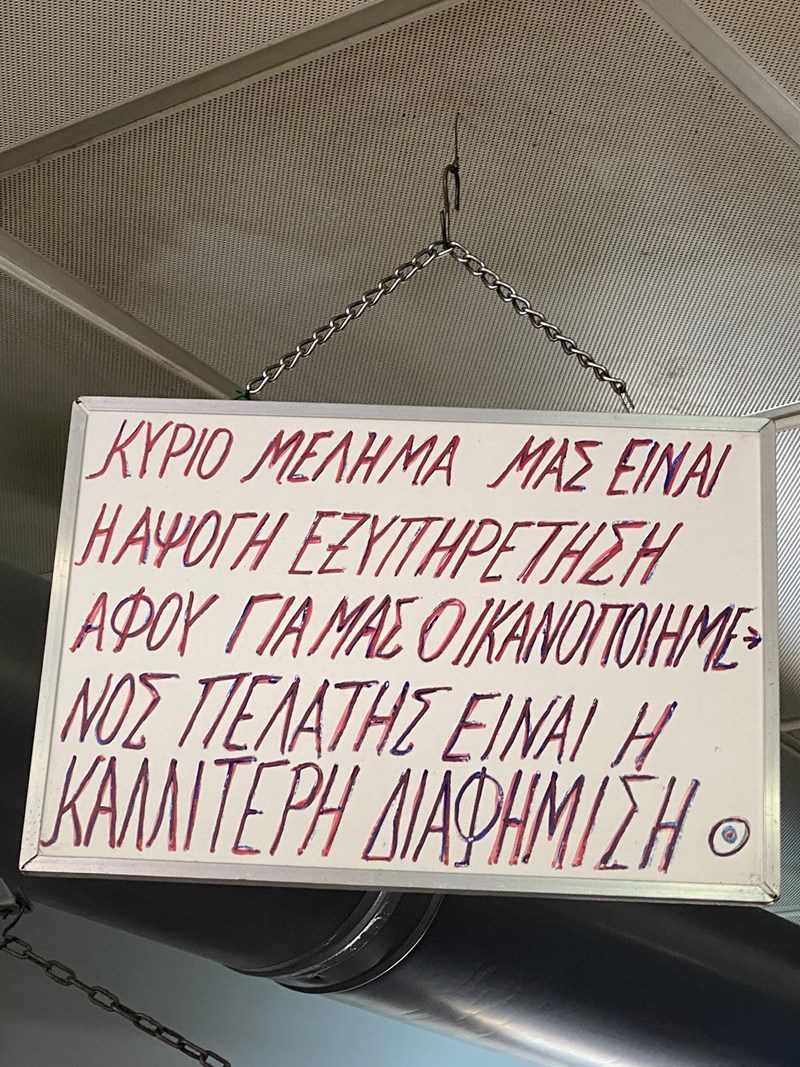 ΚΥΡΙΟ ΜΕΛΗΜΑ ΜΑΣ ΕΙΝΑΙ
Η ΑΨΟΓΗ ΕΞΥΠΗΡΕΤΗΣΗ
ΑΦΟΥ ΓΙΑ ΜΑΣ Ο ΙΚΑΝΟΠΟΙΗΜΕ→
ΝΟΣ ΠΕΛΑΤΗΣ ΕΙΝΑΙ Η
ΚΑΛΛΙΤΕΡΗ ΔΙΑΦΗΜΙΣΗ